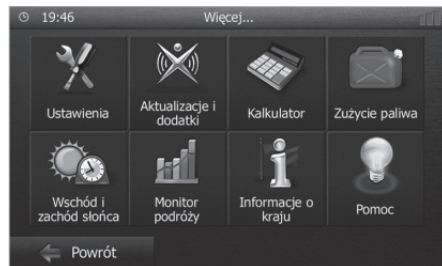 19:46 Więcej...
Ustawienia
Aktualizacje i
dodatki
Kalkulator
Zużycie paliwa
Wschód i
zachód słońca
Monitor
podróży
Informacje o
kraju
Pomoc
Powrót